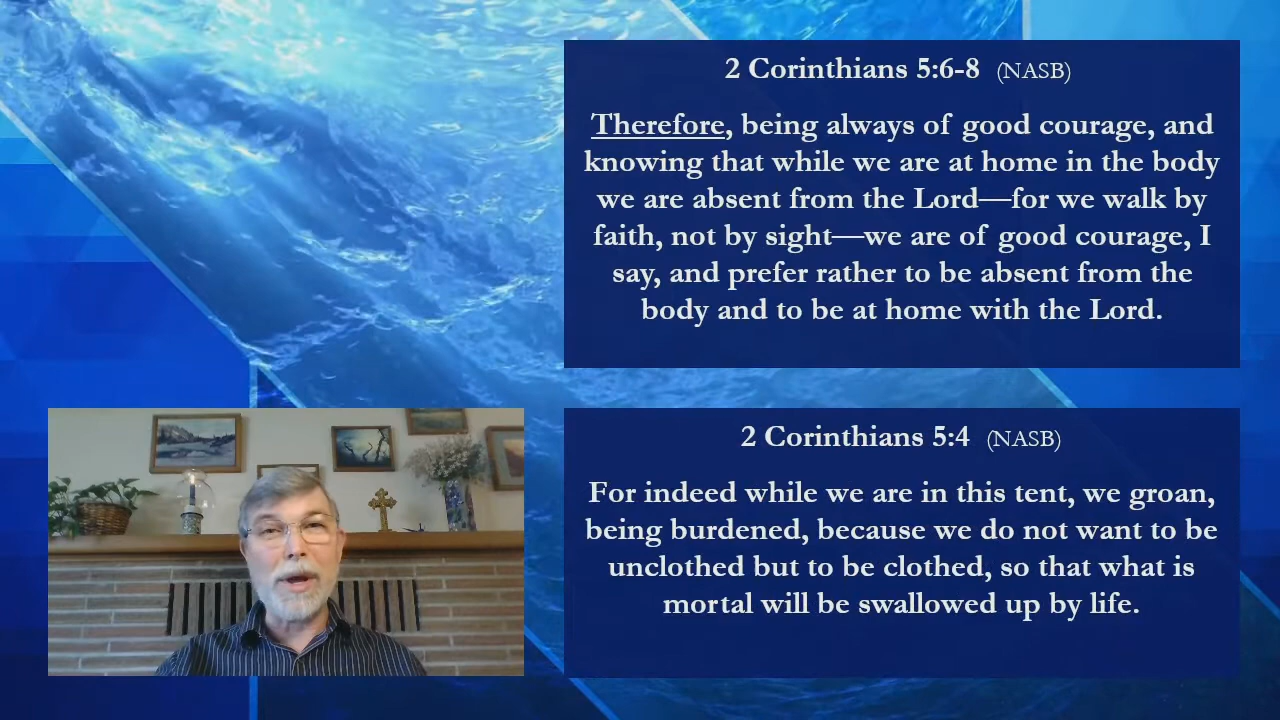 2 Corinthians 5:6-8 (NASB)
Therefore, being always of good courage, and
knowing that while we are at home in the body
we are absent from the Lord—for we walk by
faith, not by sight—we are of good courage, I
say, and prefer rather to be absent from the
body and to be at home with the Lord.
2 Corinthians 5:4 (NASB)
For indeed while we are in this tent, we groan,
being burdened, because we do not want to be
unclothed but to be clothed, so that what is
mortal will be swallowed up by life.